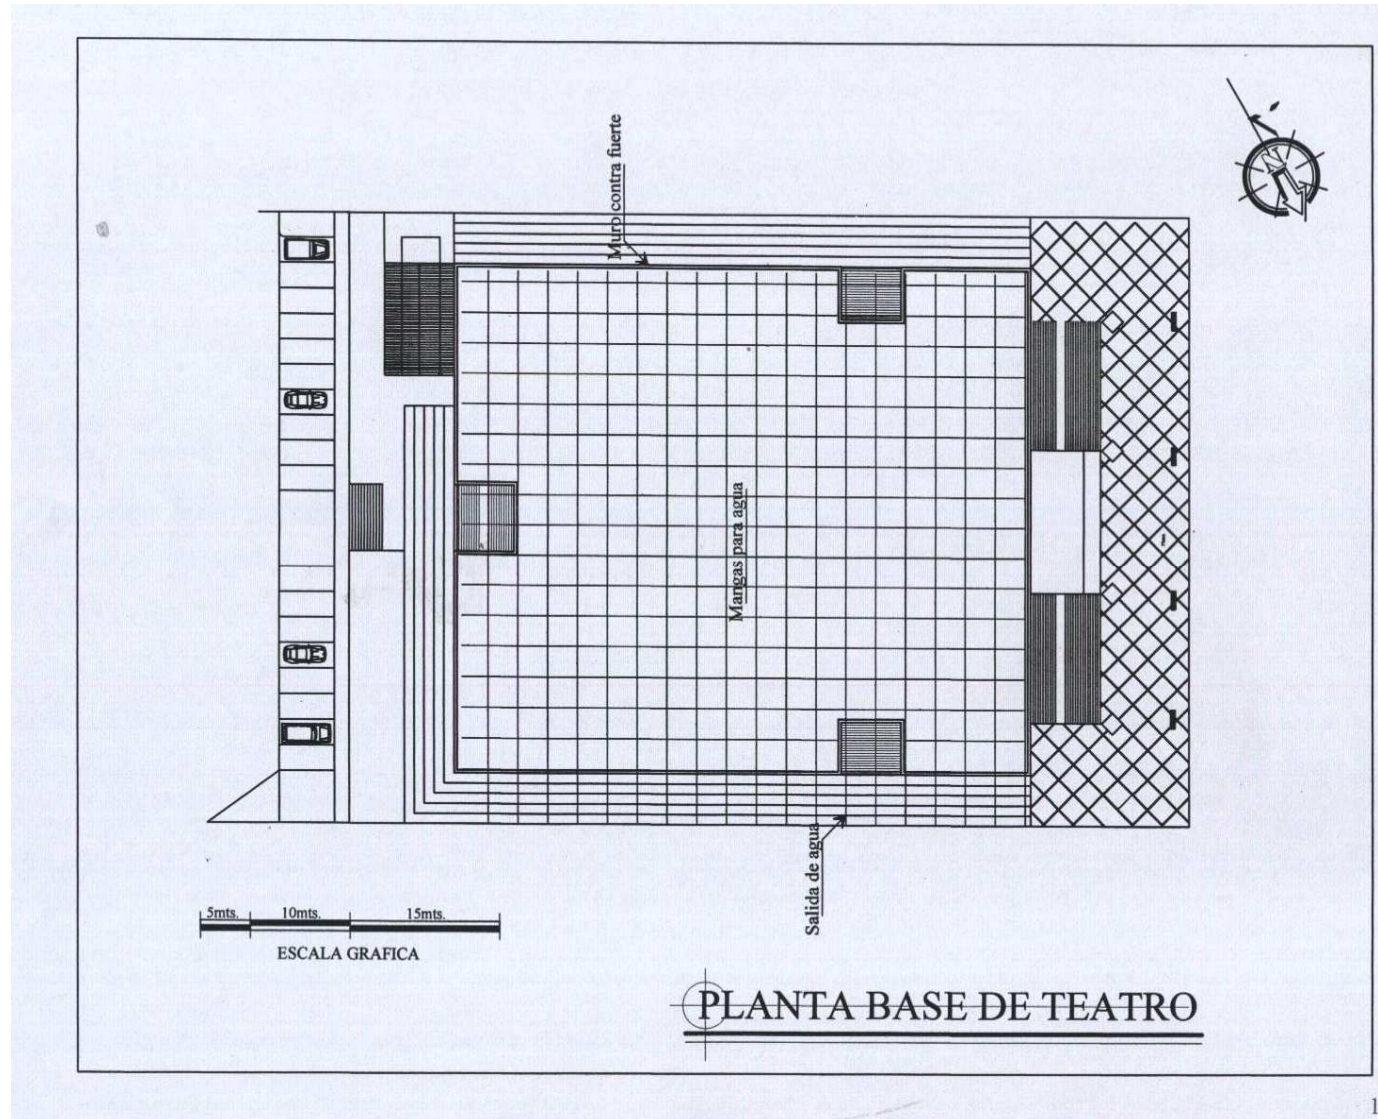 Muro contra fuerte
Mangas para agua
Salida de agua
5mts. 10mts. 15mts.
ESCALA GRAFICA
PLANTA BASE DE TEATRO
1